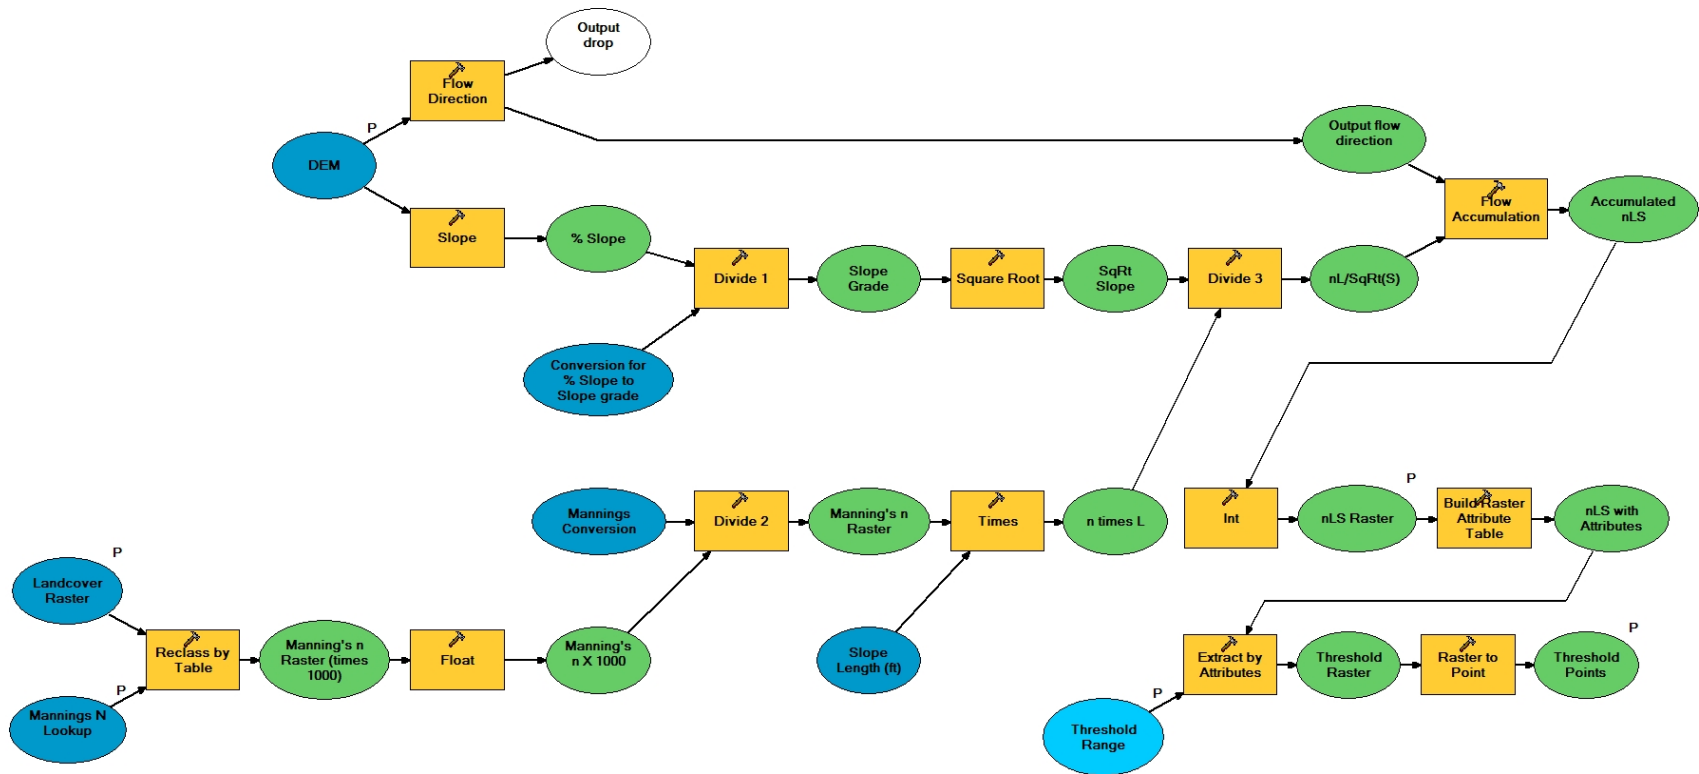 Output
drop
Flow
Direction
P
DEM
Output flow
direction
Flow
Accumulation
Accumulated
nLS
Slope
% Slope
Divide 1
Slope
Grade
Square Root
SqRt
Slope
Divide 3
nL/SqRt(S)
Conversion for
% Slope to
Slope grade
Mannings
Conversion
Divide 2
Manning's n
Raster
Times
n times L
Int
nLS Raster
P
Build Raster
Attribute
Table
nLS with
Attributes
P
Landcover
Raster
Reclass by
Table
Manning's n
Raster (times
1000)
Float
Manning's
n X 1000
Slope
Length (ft)
Extract by
Attributes
Threshold
Raster
Raster to
Point
P
Threshold
Points
P
Mannings N
Lookup
P
Threshold
Range